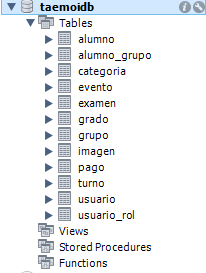 taemoidb
Tables
alumno
alumno_grupo
categoria
evento
examen
grado
grupo
imagen
pago
turno
usuario
usuario_rol
Views
Stored Procedures
Functions